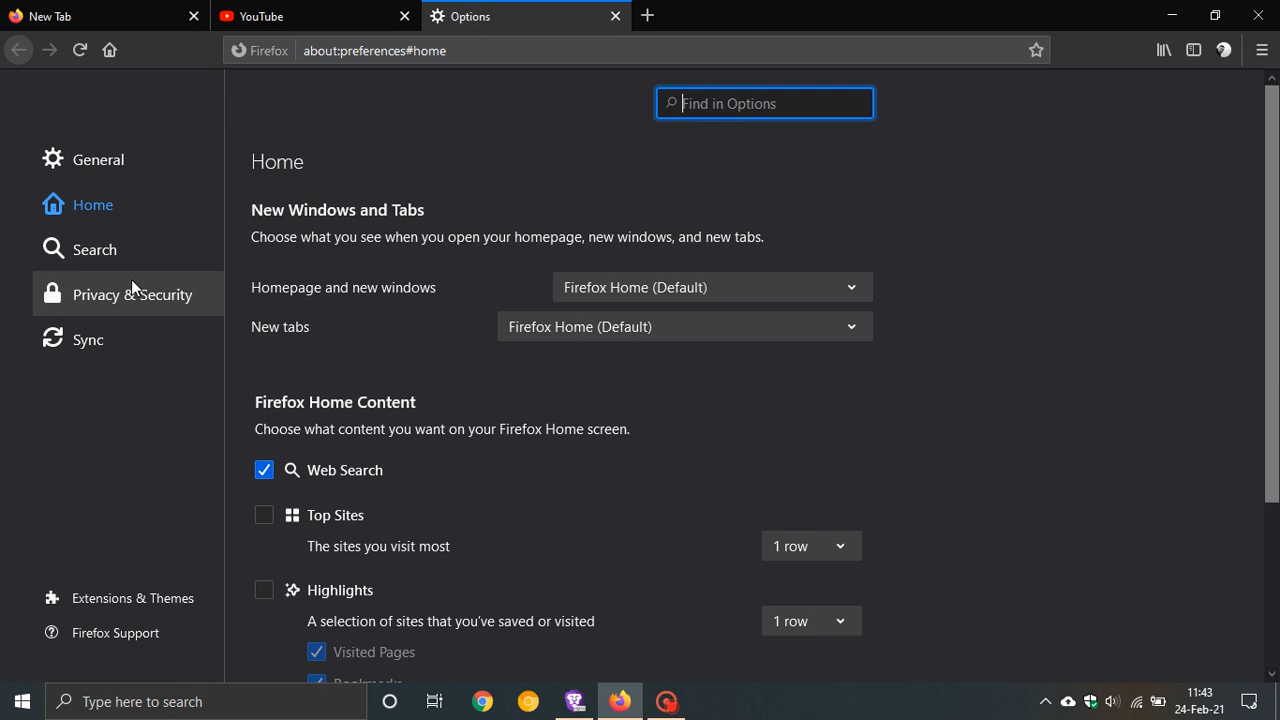 New Tab
YouTube
Options
Firefox
about:preferences#home
Find in Options
General
Home
Search
Privacy & Security
Sync
Extensions & Themes
Firefox Support
Home
New Windows and Tabs
Choose what you see when you open your homepage, new windows, and new tabs.
Homepage and new windows
Firefox Home (Default)
New tabs
Firefox Home (Default)
Firefox Home Content
Choose what content you want on your Firefox Home screen.
Web Search
Top Sites
The sites you visit most
1 row
Highlights
A selection of sites that you've saved or visited
1 row
Visited Pages
Bookmarks
Type here to search
11:43
24-Feb-21